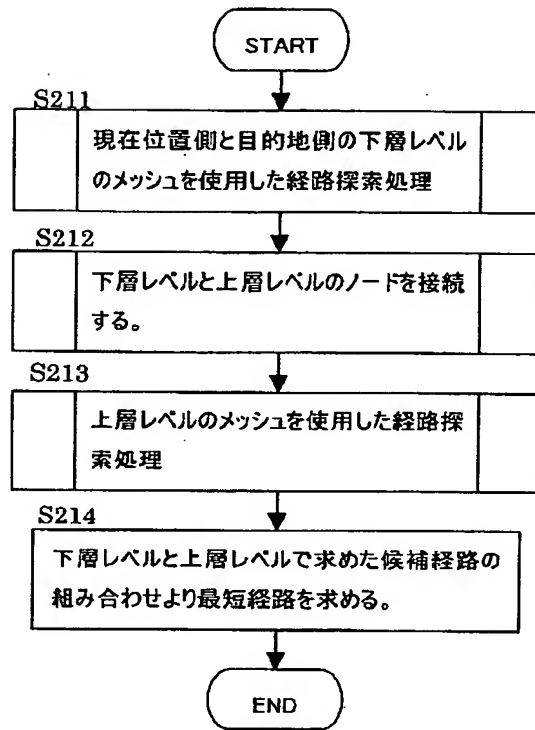 START
S211
現在位置側と目的地側の下層レベル
のメッシュを使用した経路探索処理
S212
下層レベルと上層レベルのノードを接続
する。
S213
上層レベルのメッシュを使用した経路探
索処理
S214
下層レベルと上層レベルで求めた候補経路の
組み合わせより最短経路を求める。
END